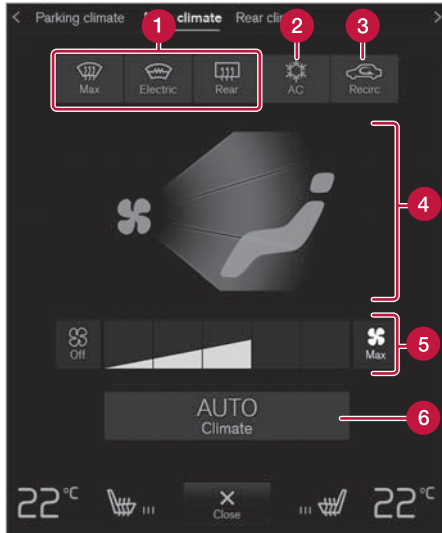 Parking climate climate Rear
1 2 3
Max Electric Rear AC Recirc
4
Off Max 5
AUTO 6
Climate
22°C 22°C
Close